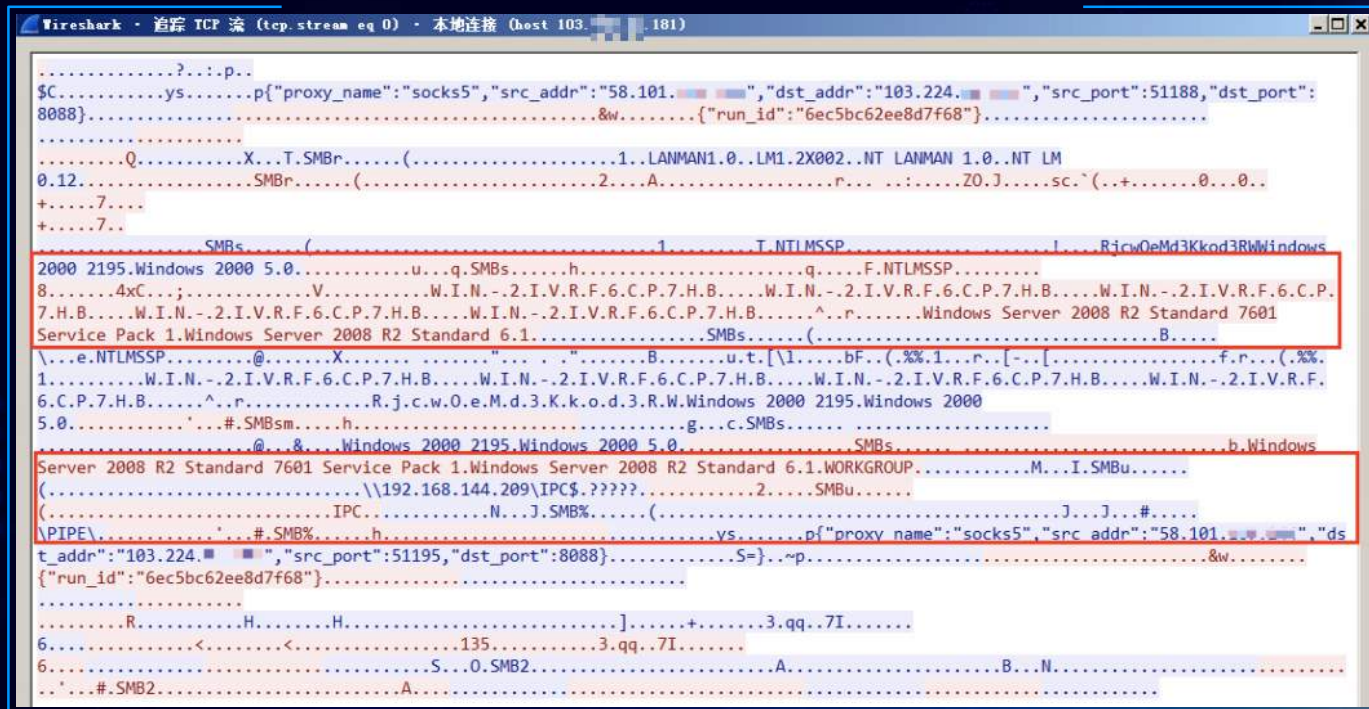 Wireshark · 追踪 TCP 流 (tcp.stream eq 0) · 本地连接 (host 103. .181)
..............?..:.p..
$C...........ys.......p{"proxy_name":"socks5","src_addr":"58.101. ","dst_addr":"103.224. ","src_port":51188,"dst_port":
8088}..................................................&w........{"run_id":"6ec5bc62ee8d7f68"}......................
....................
.........Q...........X...T.SMBr......(.....................1..LANMAN1.0..LM1.2X002..NT LANMAN 1.0..NT LM
0.12.................SMBr......(.....................2....A.................r... ..:.....ZO.J.....sc.`(..+.......0...0..
+.....7....
+.....7..
.................SMBs......(..................................1........T.NTLMSSP....................!....RjcwOeMd3Kkod3RWWindows
2000 2195.Windows 2000 5.0............u...q.SMBs......h.....................q.....F.NTLMSSP.........
8.......4xC...;.............V...........W.I.N.-.2.I.V.R.F.6.C.P.7.H.B.....W.I.N.-.2.I.V.R.F.6.C.P.7.H.B.....W.I.N.-.2.I.V.R.F.6.C.P.
7.H.B.....W.I.N.-.2.I.V.R.F.6.C.P.7.H.B.....W.I.N.-.2.I.V.R.F.6.C.P.7.H.B......^..r.......Windows Server 2008 R2 Standard 7601
Service Pack 1.Windows Server 2008 R2 Standard 6.1.................SMBs......(..................................B.....
\...e.NTLMSSP.........@.......X....... ......."... ..".......B........u.t.[\l.....bF..(.%%.1...r..[-..[................f.r...(.%%.
1..........W.I.N.-.2.I.V.R.F.6.C.P.7.H.B.....W.I.N.-.2.I.V.R.F.6.C.P.7.H.B.....W.I.N.-.2.I.V.R.F.6.C.P.7.H.B.....W.I.N.-.2.I.V.R.F.
6.C.P.7.H.B......^..r.............R.j.c.w.O.e.M.d.3.K.k.o.d.3.R.W.Windows 2000 2195.Windows 2000
5.0............'...#.SMBsm.....h..................................g...c.SMBs...... .....................
......................@...&....Windows 2000 2195.Windows 2000 5.0.................SMBs..................................b.Windows
Server 2008 R2 Standard 7601 Service Pack 1.Windows Server 2008 R2 Standard 6.1.WORKGROUP............M...I.SMBu......
(...............................\\192.168.144.209\IPC$.?????............2.....SMBu......
(............................IPC............N...J.SMB%......(.......................................J...J...#.....
\PIPE\............'...#.SMB%......h..................................ys.......p{"proxy_name":"socks5","src_addr":"58.101. ","ds
t_addr":"103.224. ","src_port":51195,"dst_port":8088}.............S=}..~p........................................&w........
{"run_id":"6ec5bc62ee8d7f68"}....................................
....................
.........R...........H........H...........................]......+.......3.qq..7I.......
6...............<........<................135...........3.qq..7I.......
6......................................S...O.SMB2.......................A.....................B...N.............................
..'...#.SMB2.......................A.........................................................................